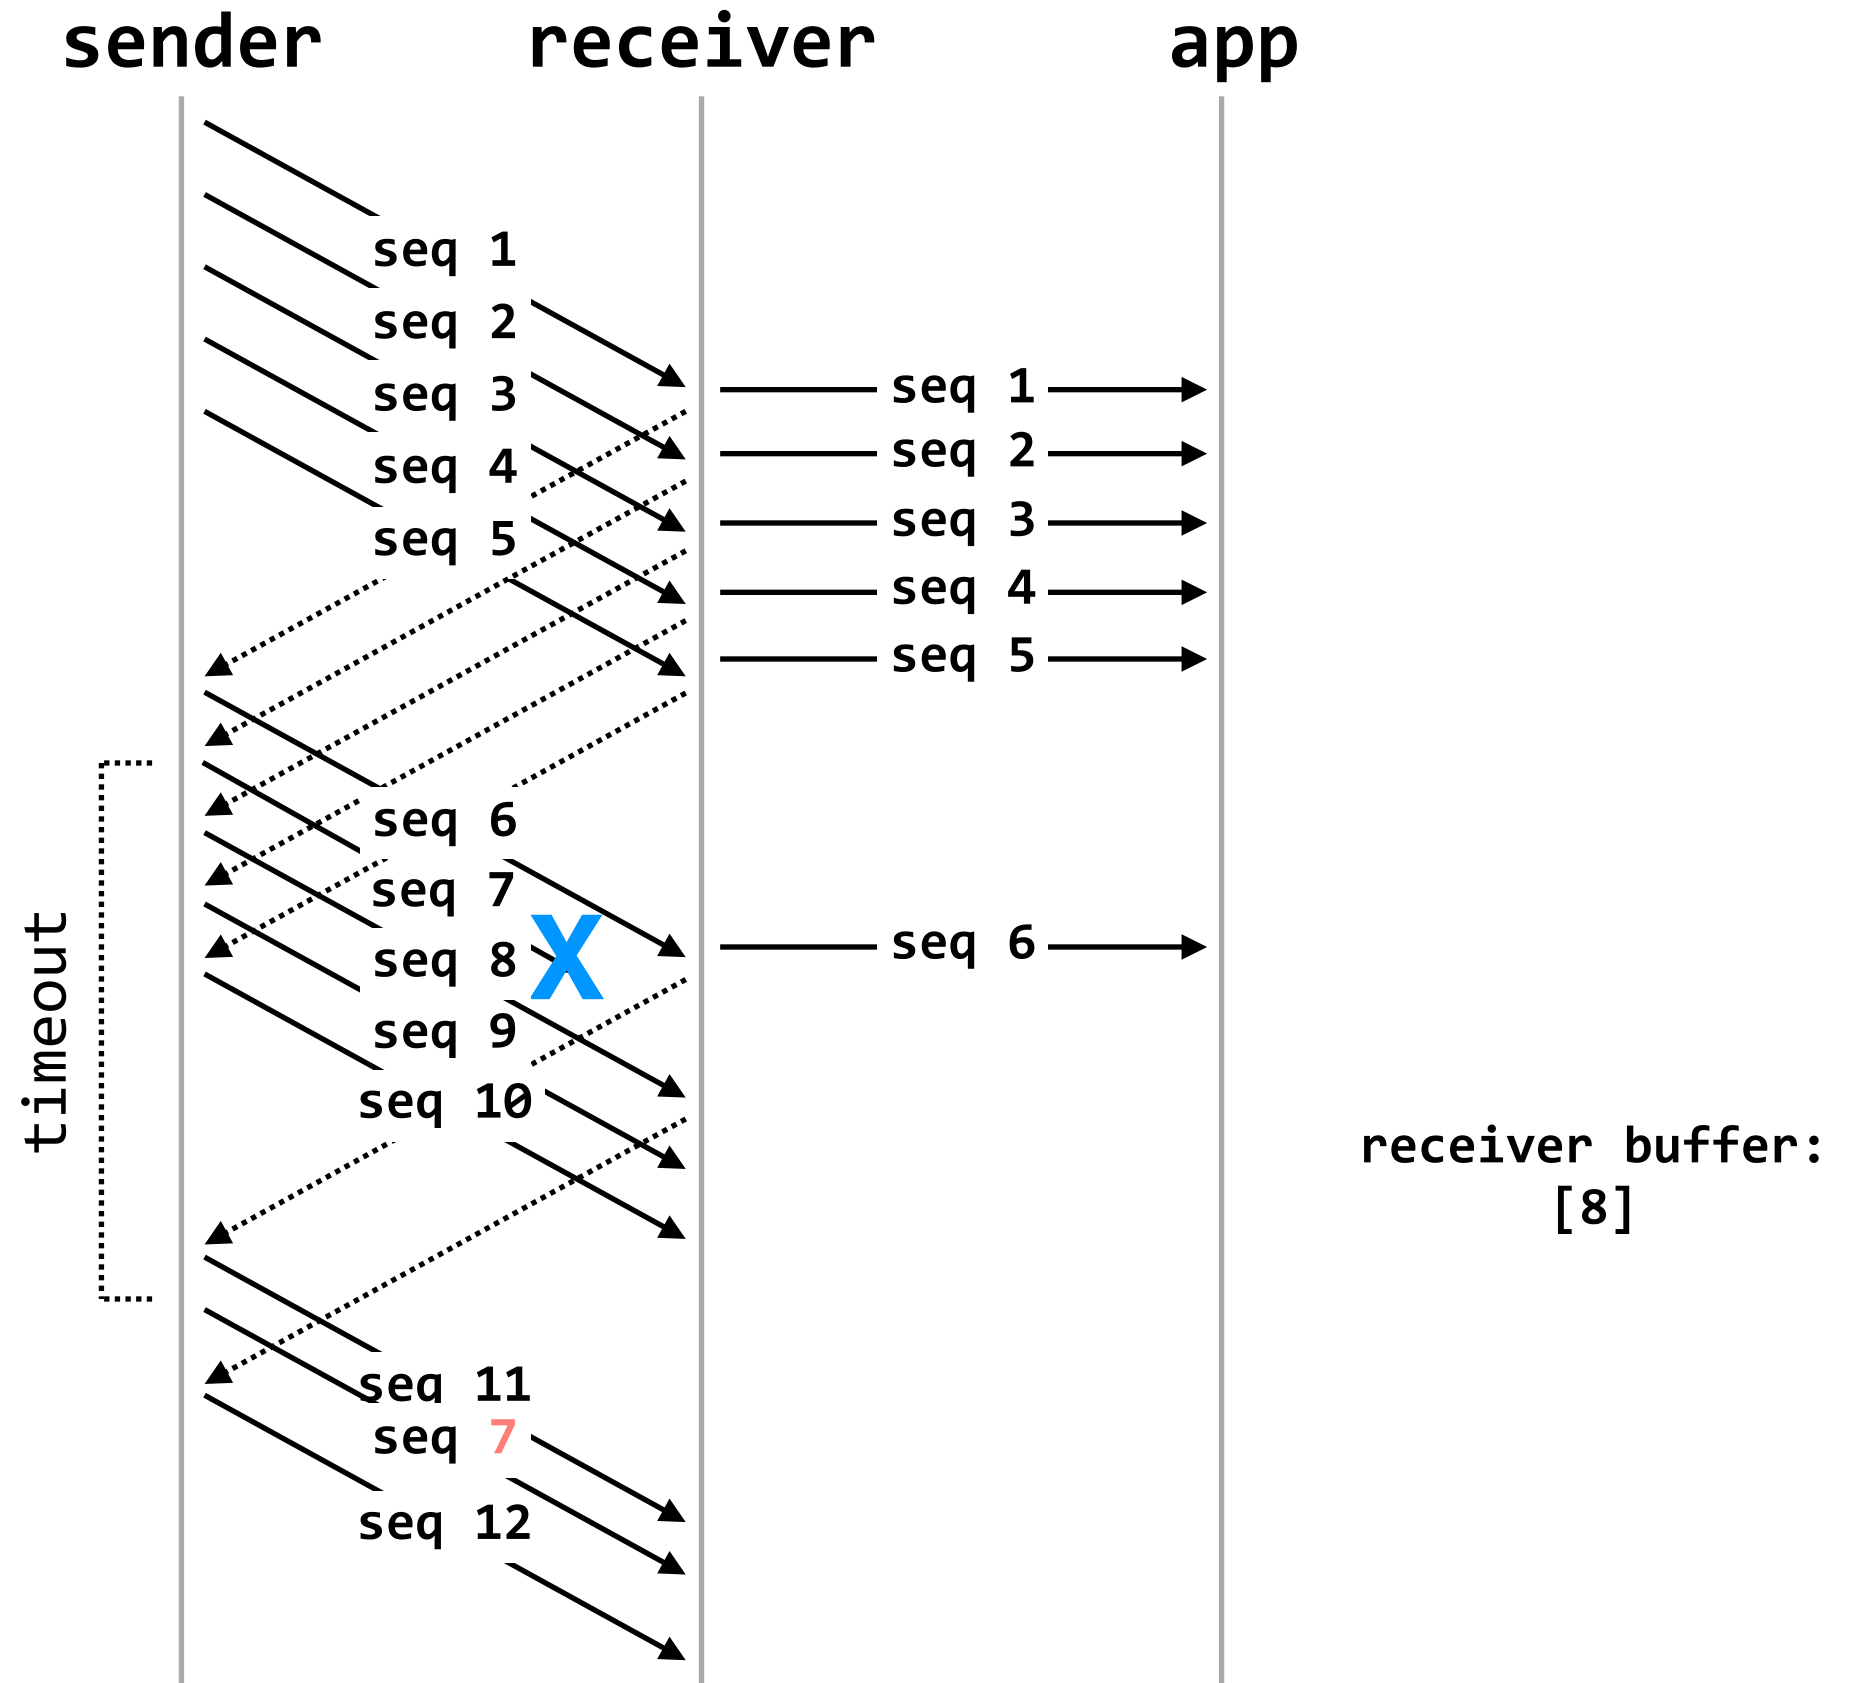 sender receiver app
seq 1
seq 2
seq 3
seq 4
seq 5
seq 1
seq 2
seq 3
seq 4
seq 5
timeout
seq 6
seq 7
seq 8 X
seq 9
seq 10
seq 6
receiver buffer:
[8]
seq 11
seq 7
seq 12